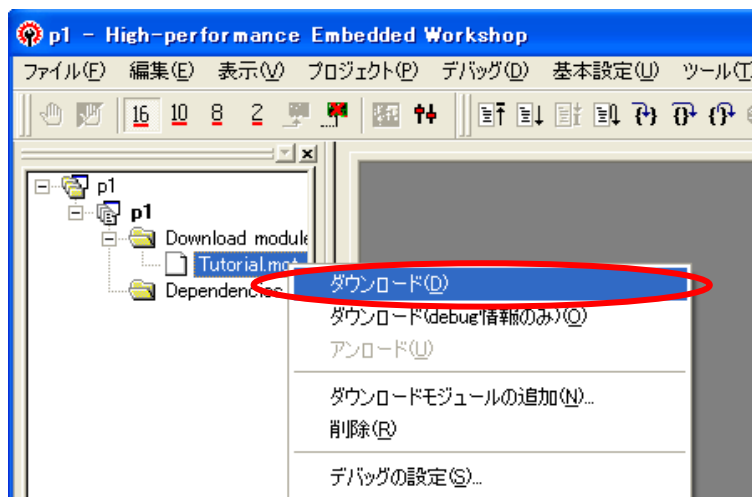 p1 - High-performance Embedded Workshop
ファイル(F) 編集(E) 表示(V) プロジェクト(P) デバッグ(D) 基本設定(U) ツール(T
16 10 8 2
p1
p1
Download module
Tutorial.mot
Dependencies
ダウンロード(D)
ダウンロード(debug情報のみ)(O)
アンロード(U)
ダウンロードモジュールの追加(N)...
削除(R)
デバッグの設定(S)...